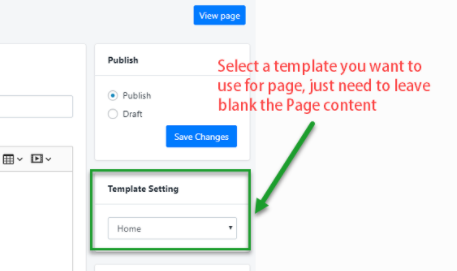 View page
Publish
Select a template you want to
use for page, just need to leave
blank the Page content
Publish
Draft
Save Changes
Template Setting
Home